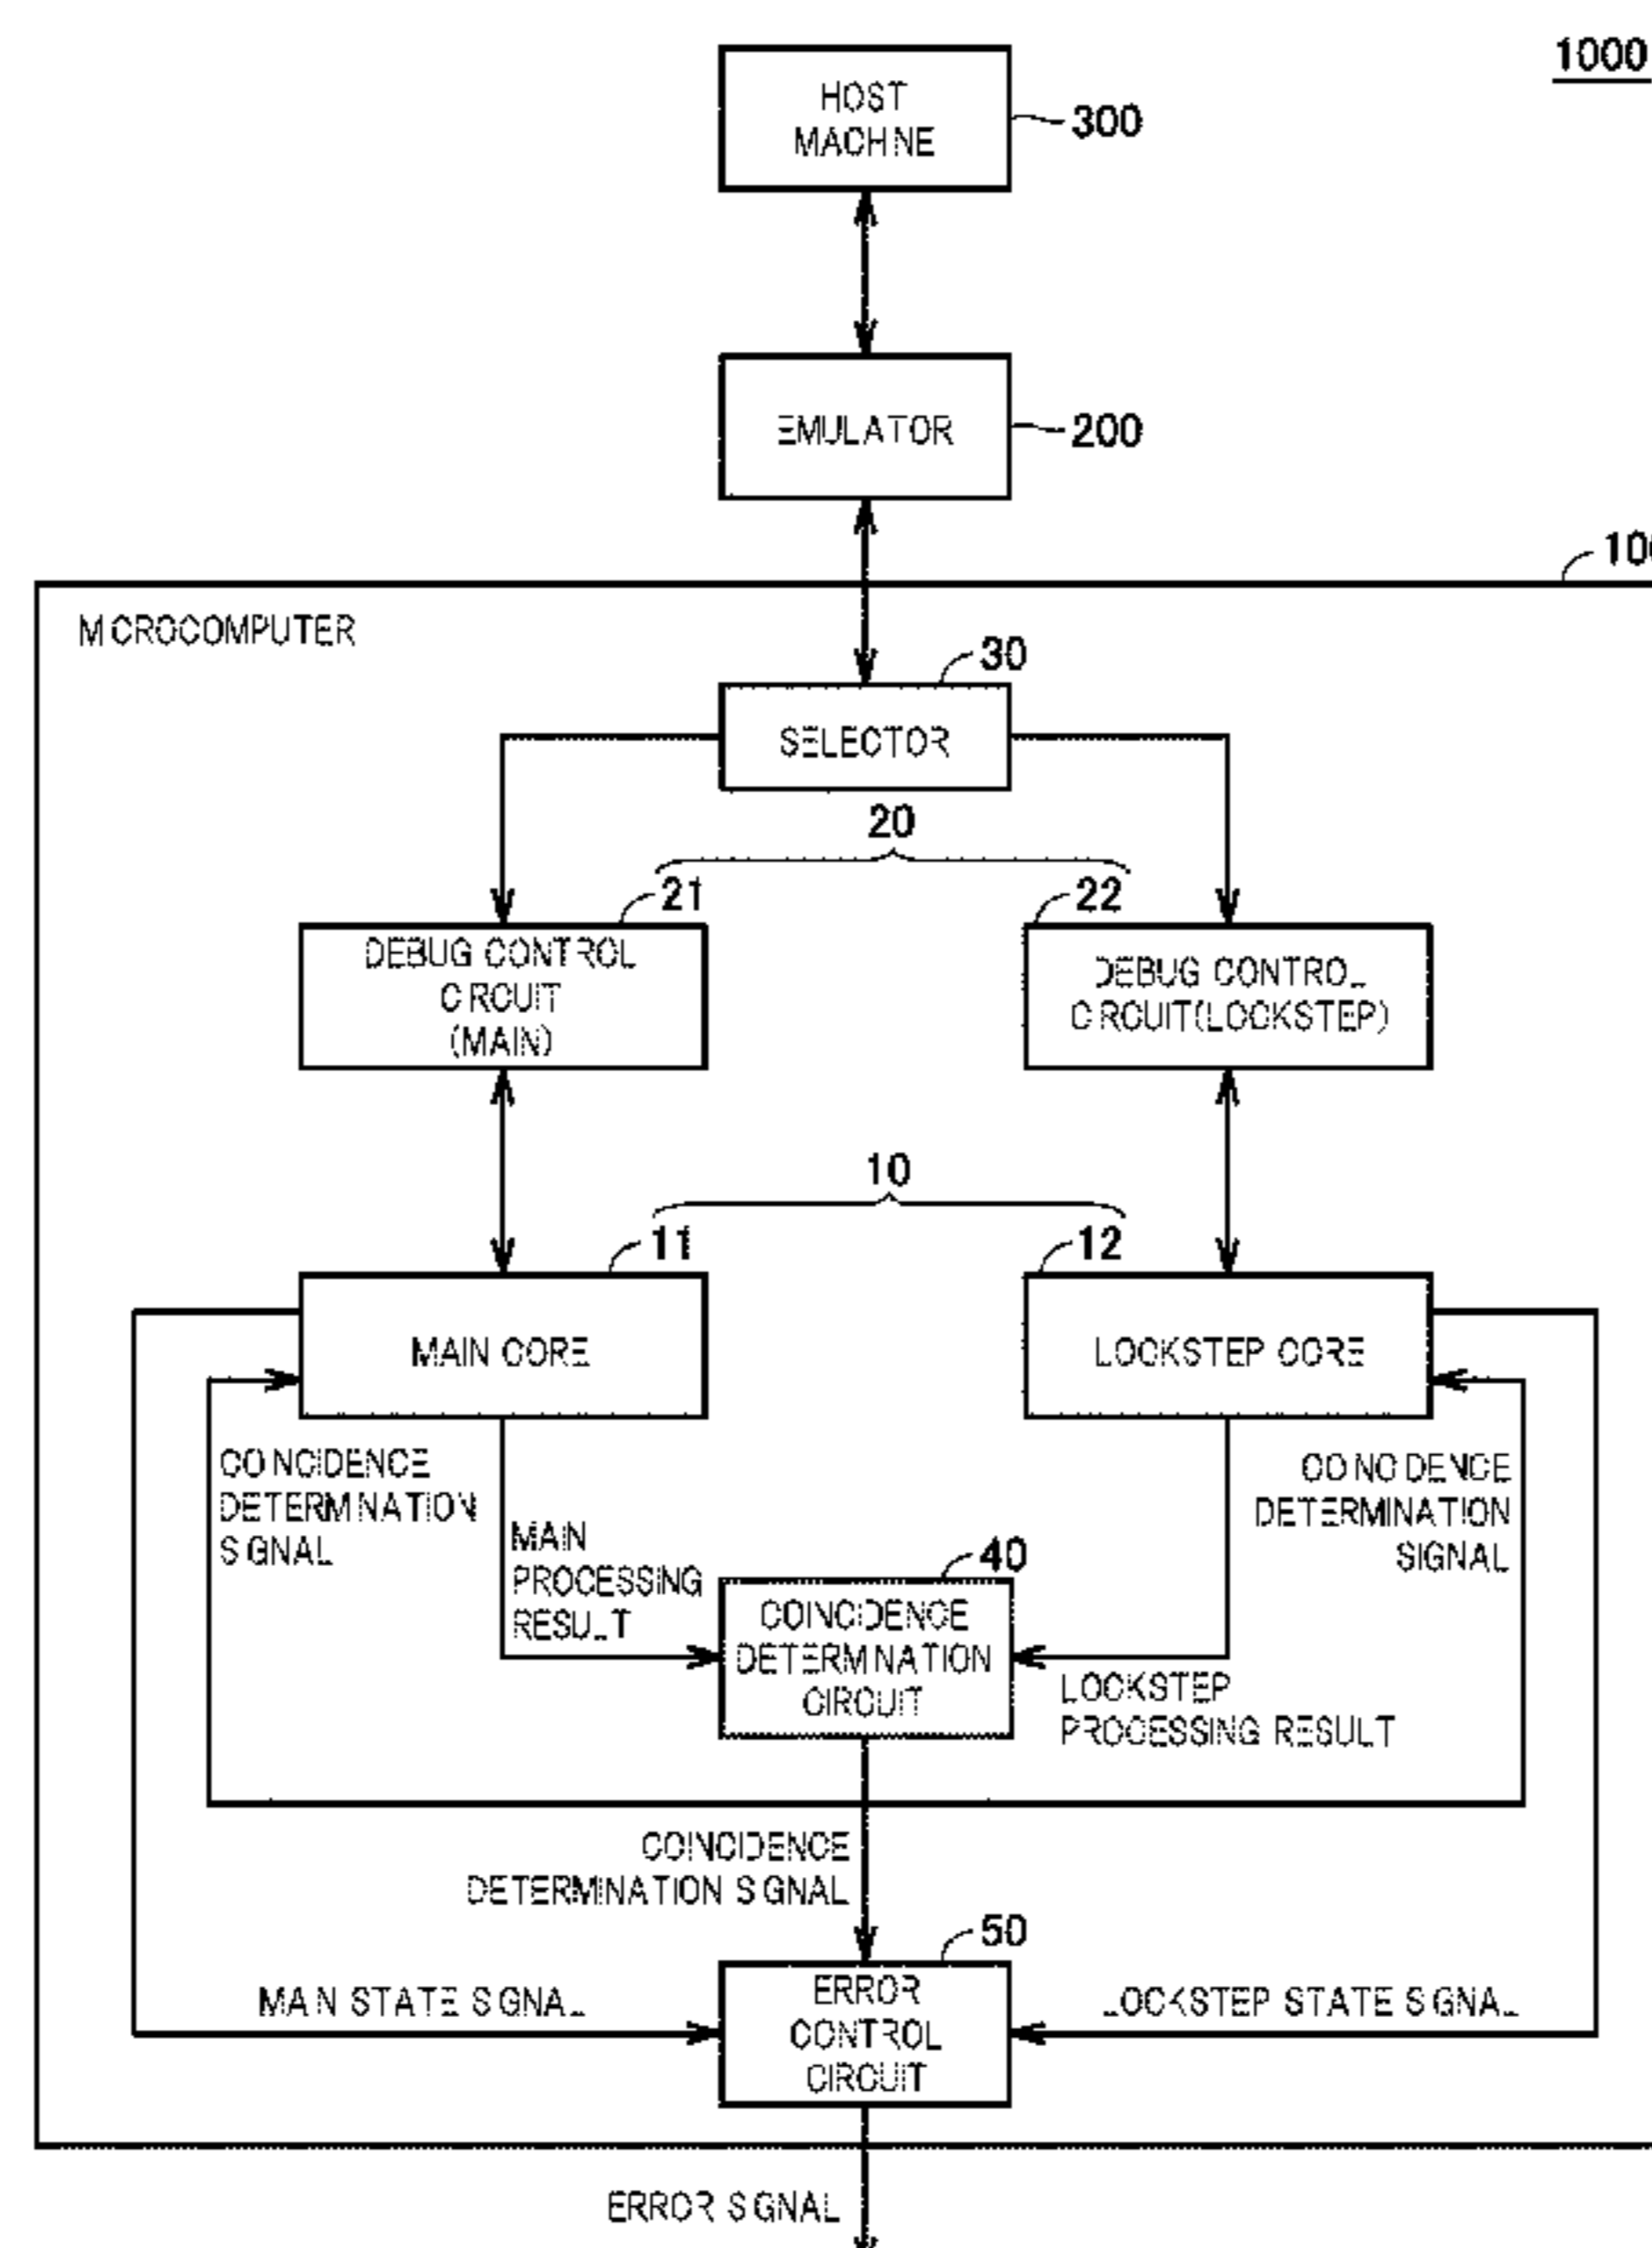 1000
HOST
MACHINE
300
EMULATOR
200
100
MICROCOMPUTER
30
SELECTOR
20
21
22
DEBUG CONTROL
CIRCUIT
(MAIN)
DEBUG CONTROL
CIRCUIT(LOCKSTEP)
10
11
12
MAIN CORE
LOCKSTEP CORE
COINCIDENCE
DETERMINATION
SIGNAL
COINCIDENCE
DETERMINATION
SIGNAL
MAIN
PROCESSING
RESULT
40
COINCIDENCE
DETERMINATION
CIRCUIT
LOCKSTEP
PROCESSING RESULT
COINCIDENCE
DETERMINATION SIGNAL
50
MAIN STATE SIGNAL
ERROR
CONTROL
CIRCUIT
LOCKSTEP STATE SIGNAL
ERROR SIGNAL